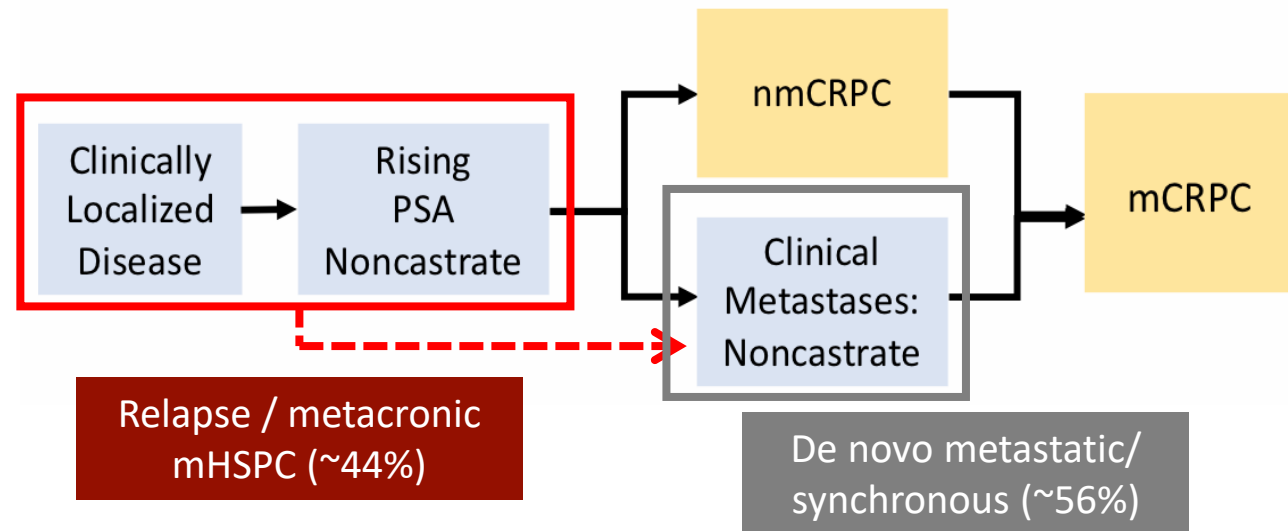 Clinically
Localized
Disease
Rising
PSA
Noncastrate
nmCRPC
Clinical
Metastases:
Noncastrate
mCRPC
Relapse / metacronic
mHSPC (~44%)
De novo metastatic/
synchronous (~56%)